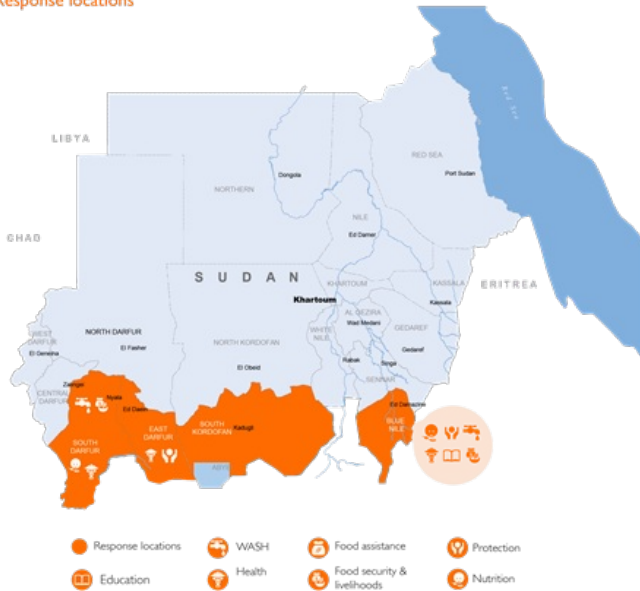 Response locations
Red Sea
LIBYA
RED SEA
Port Sudan
Dongola
NORTHERN
NILE
CHAD
Ed Damer
SUDAN
KHARTOUM
KASSALA
ERITREA
Khartoum
Kassala
AL GEZIRA
Wad Medani
GEDAREF
WEST
DARFUR
NORTH DARFUR
WHITE
NILE
NORTH KORDOFAN
El Geneina
El Fasher
Gedaref
Rabak
Singa
El Obeid
SENNAR
Zalingei
CENTRAL
DARFUR
Nyala
Ed Daein
Ed Damazin
SOUTH
KORDOFAN
Kadugli
BLUE
NILE
EAST
DARFUR
SOUTH
DARFUR
Response locations
WASH
Food assistance
Protection
Education
Health
Food security &
livelihoods
Nutrition